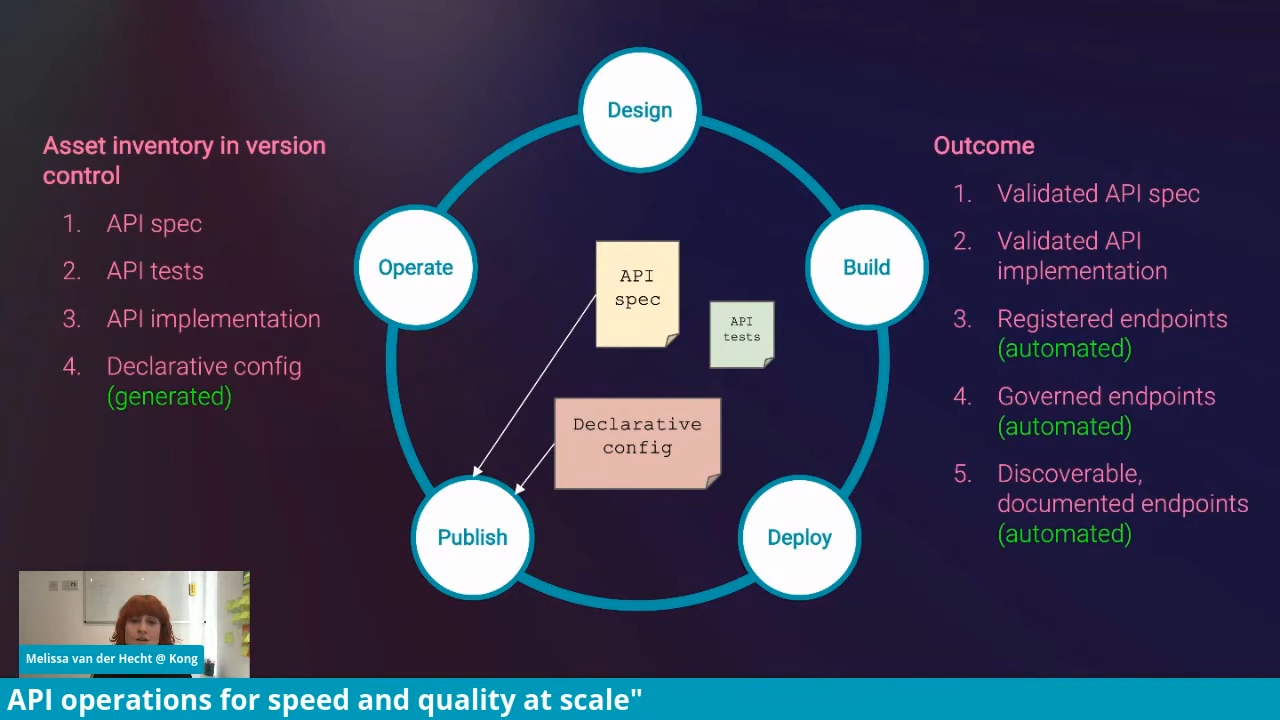 Asset inventory in version
control
1. API spec
2. API tests
3. API implementation
4. Declarative config
(generated)
Design
Operate
Build
API
spec
API
tests
Declarative
config
Publish
Deploy
Outcome
1. Validated API spec
2. Validated API
implementation
3. Registered endpoints
(automated)
4. Governed endpoints
(automated)
5. Discoverable,
documented endpoints
(automated)
Melissa van der Hecht @ Kong
API operations for speed and quality at scale"